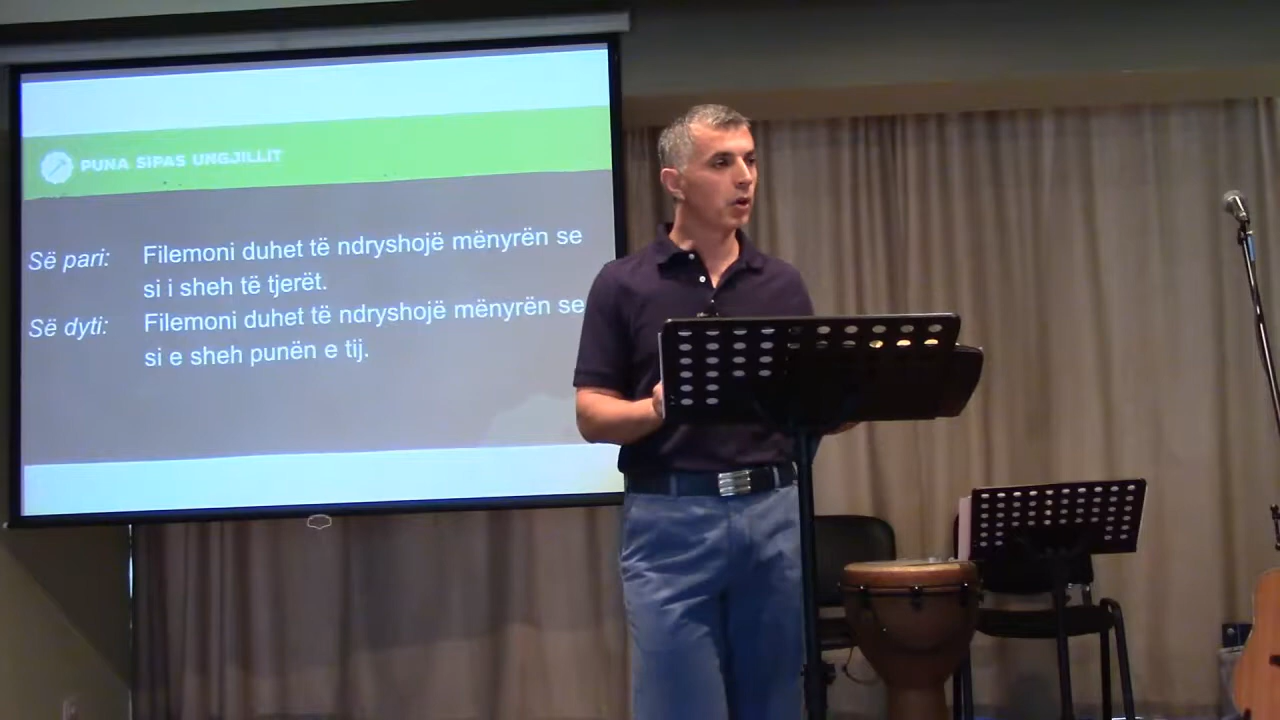 PUNA SIPAS UNGJILLIT
Së pari: Filemoni duhet të ndryshojë mënyrën se
si i sheh të tjerët.
Së dyti: Filemoni duhet të ndryshojë mënyrën se
si e sheh punën e tij.